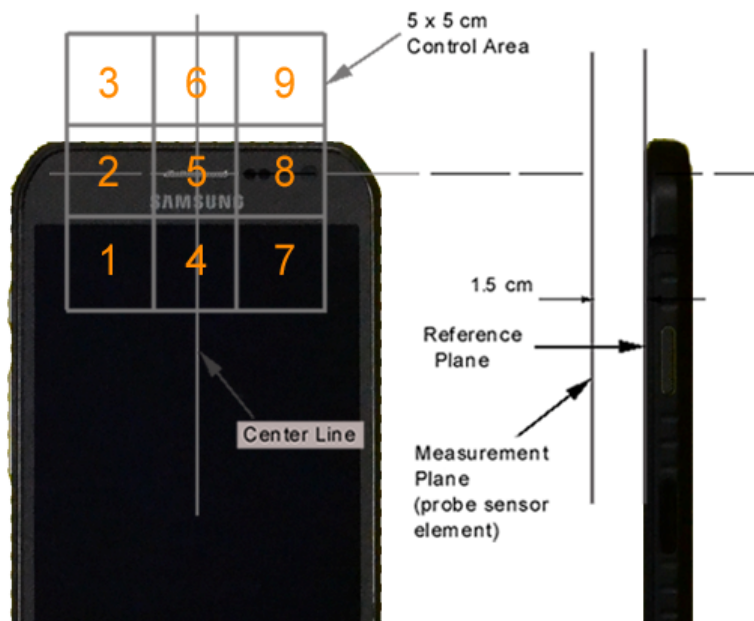 5 x 5 cm
Control Area
3 6 9
2 5 8
SAMSUNG
1 4 7
1.5 cm
Reference
Plane
Center Line
Measurement
Plane
(probe sensor
element)